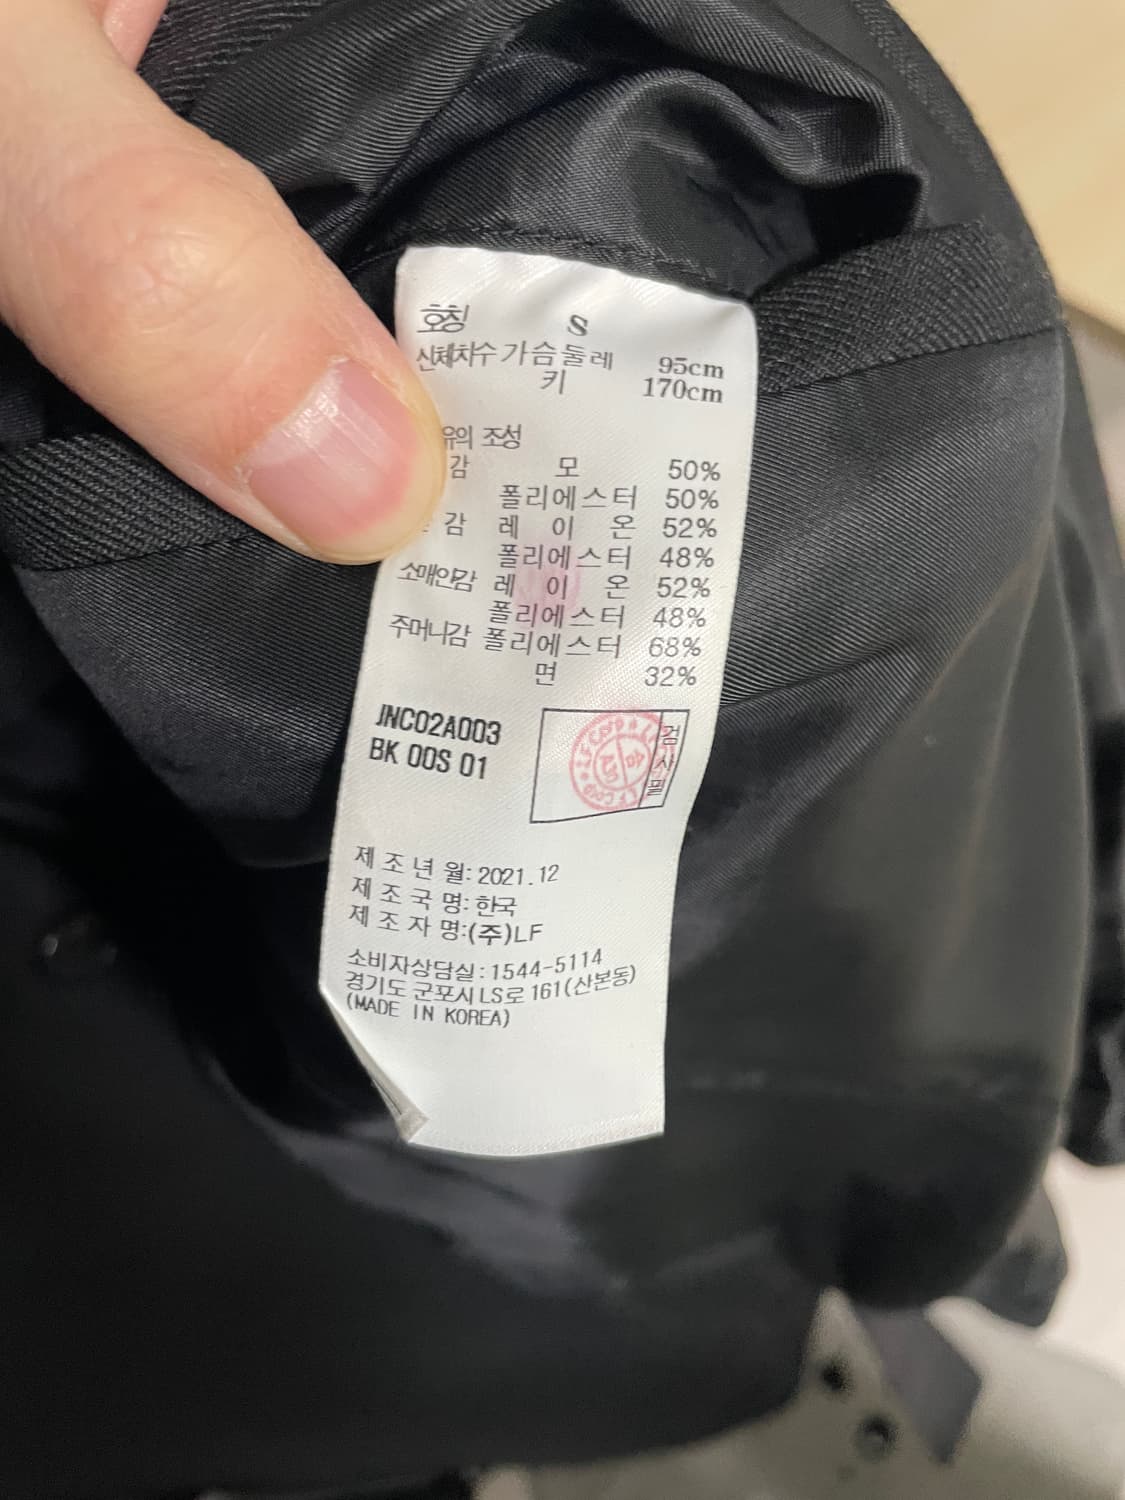 호칭 S
신체치수 가슴둘레 95cm
키 170cm
유의 조성
감 모 50%
폴리에스터 50%
감 레이온 52%
폴리에스터 48%
소매안감 레이온 52%
폴리에스터 48%
주머니감 폴리에스터 68%
면 32%
JNC02A003
BK 00S 01
검사필
LF CORP
제조년월: 2021.12
제조국명: 한국
제조자명:(주)LF
소비자상담실: 1544-5114
경기도 군포시 LS로 161(산본동)
(MADE IN KOREA)